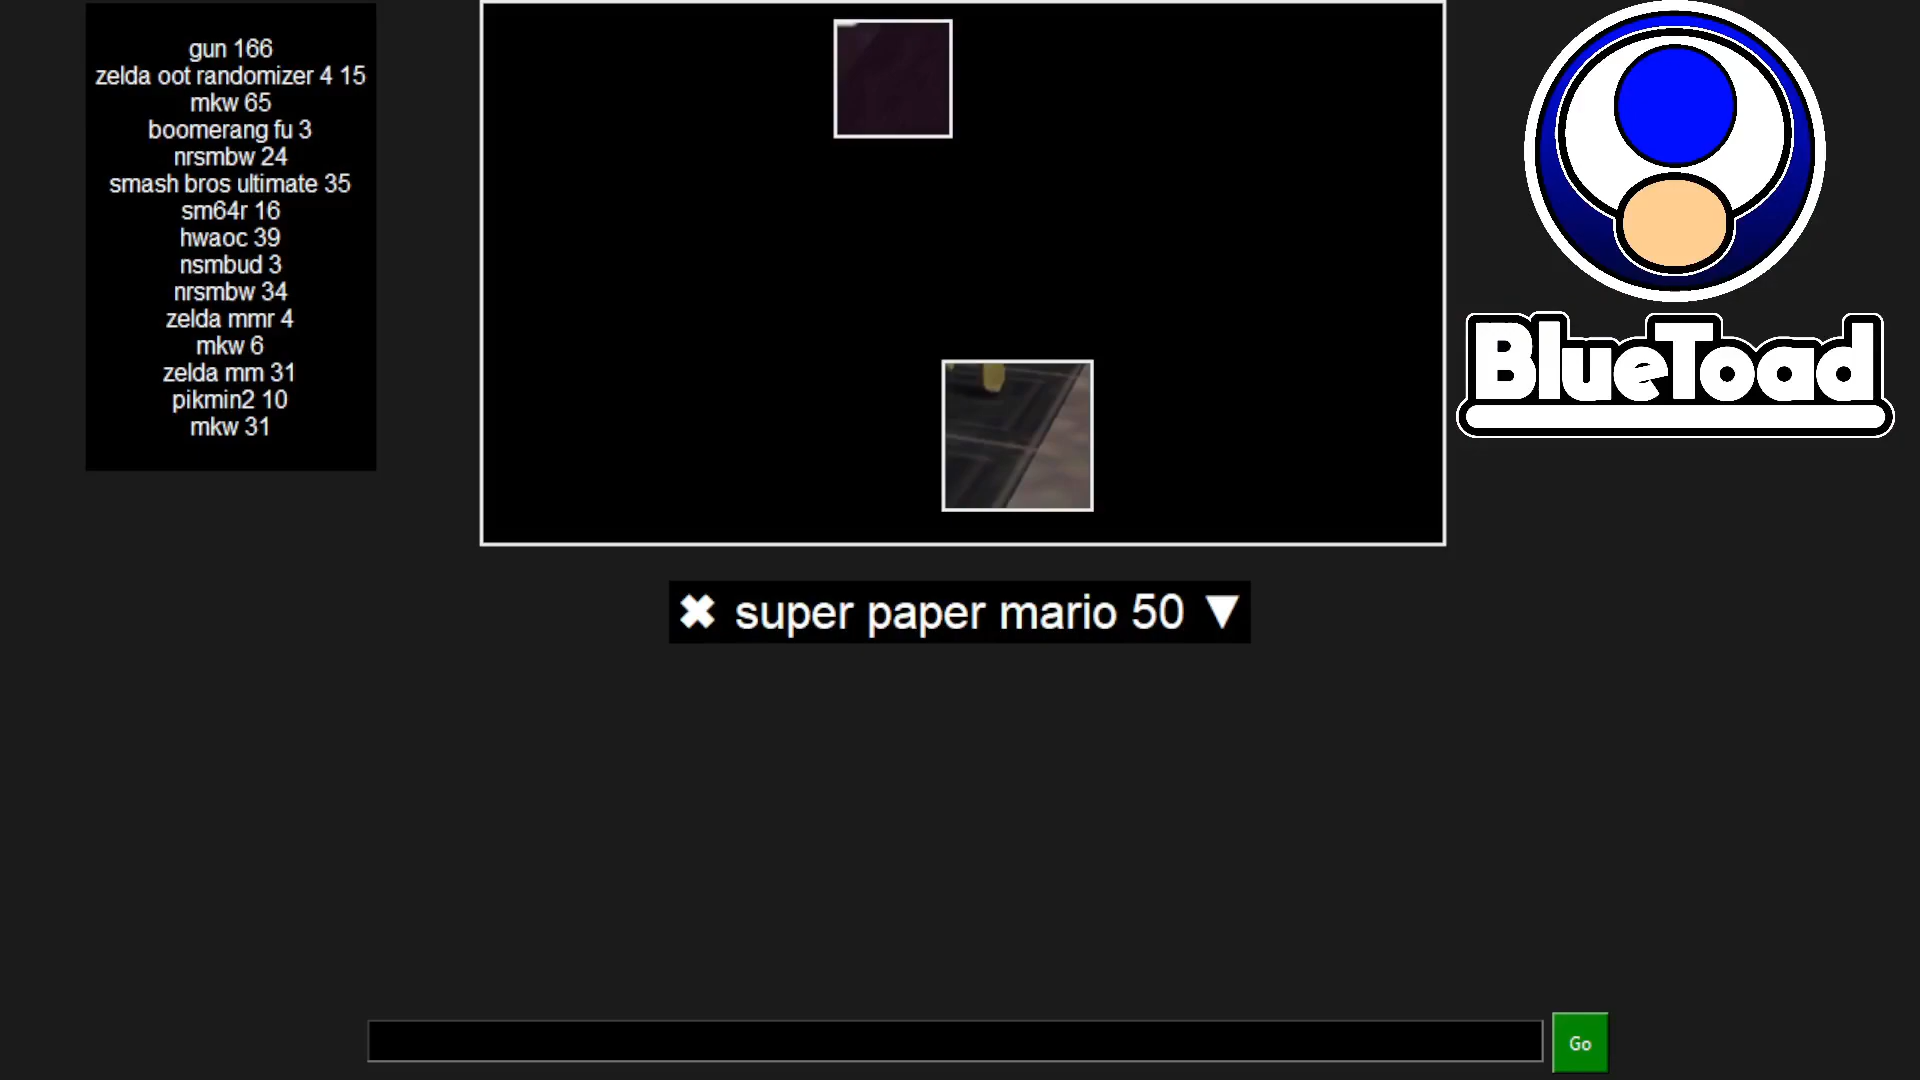 gun 166
zelda oot randomizer 4 15
mkw 65
boomerang fu 3
nrsmbw 24
smash bros ultimate 35
sm64r 16
hwaoc 39
nsmbud 3
nrsmbw 34
zelda mmr 4
mkw 6
zelda mm 31
pikmin2 10
mkw 31
BlueToad
✖ super paper mario 50 ▼
Go